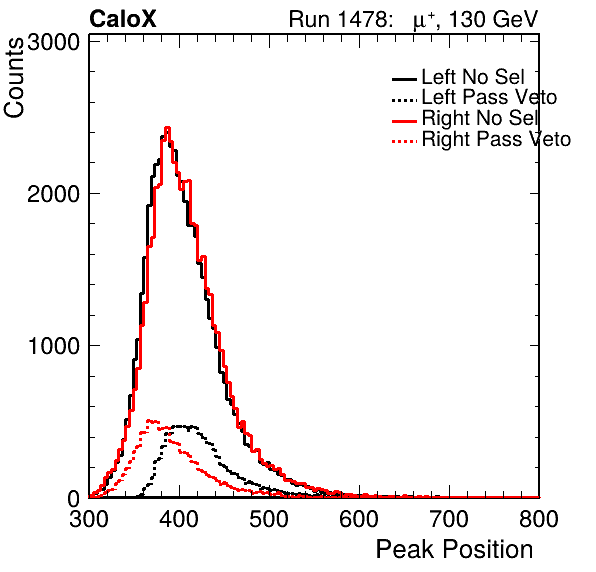 CaloX Run 1478: μ⁺, 130 GeV
Counts
3000
2000
1000
0
Left No Sel
Left Pass Veto
Right No Sel
Right Pass Veto
300 400 500 600 700 800
Peak Position